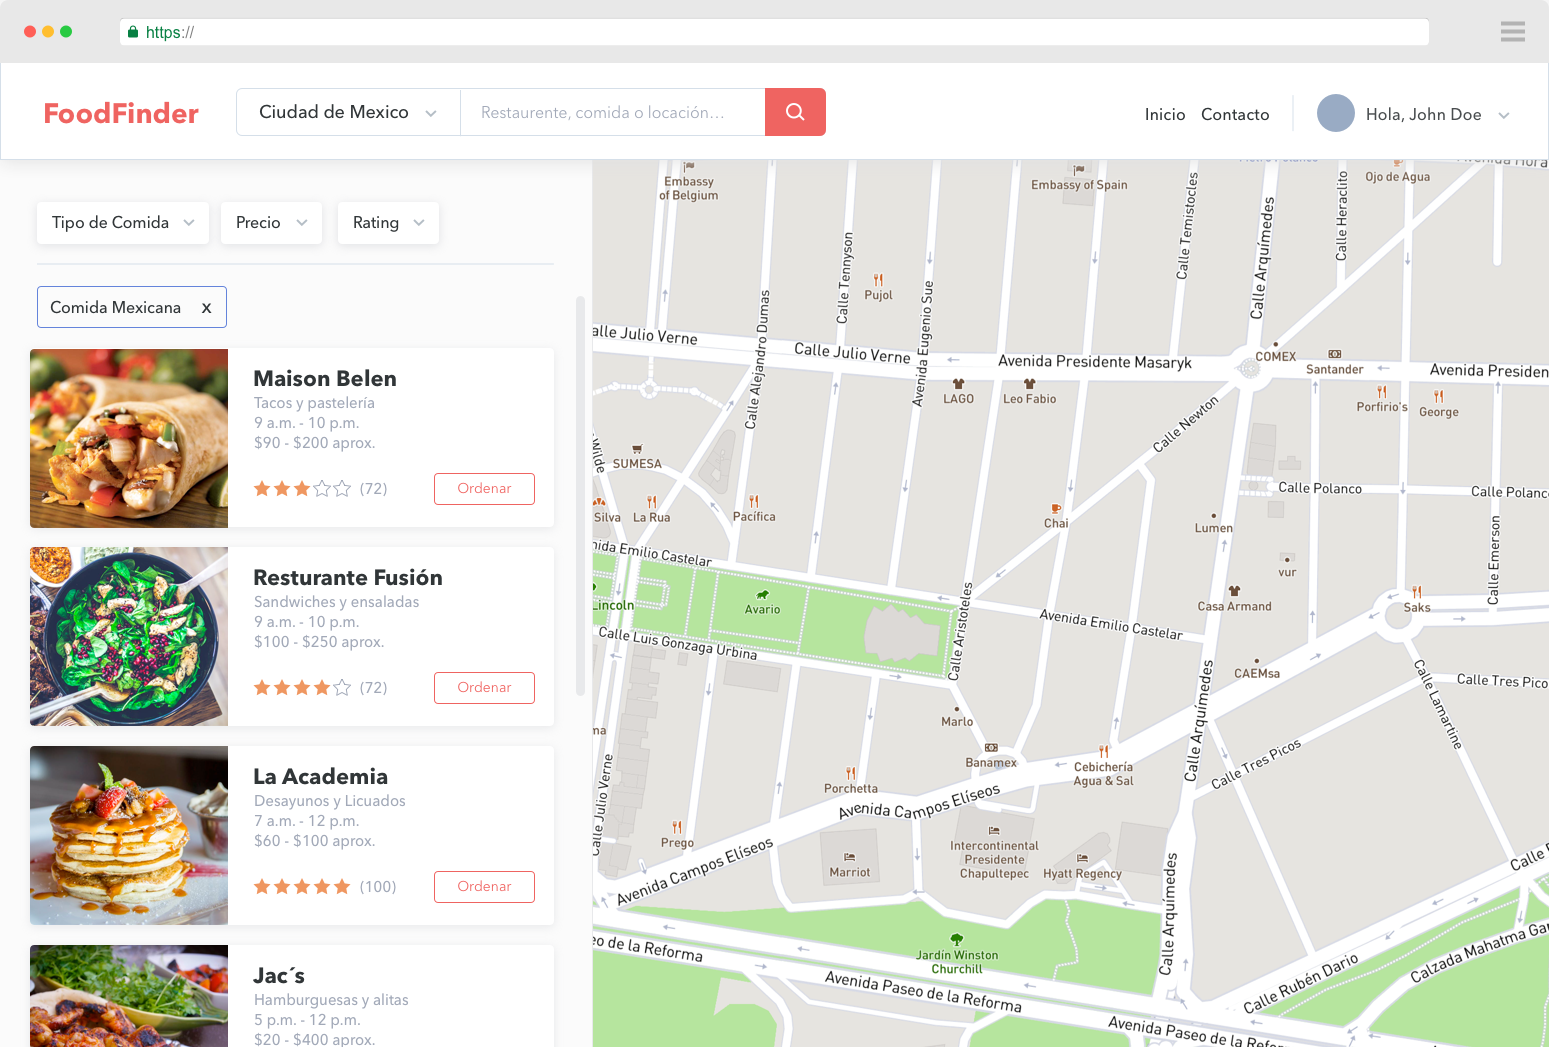 https://
FoodFinder
Ciudad de Mexico
Restaurente, comida o locación...
Inicio
Contacto
Hola, John Doe
Tipo de Comida
Precio
Rating
Comida Mexicana
X
Maison Belen
Tacos y pastelería
9 a.m. - 10 p.m.
$90 - $200 aprox.
(72)
Ordenar
Resturante Fusión
Sandwiches y ensaladas
9 a.m. - 10 p.m.
$100 - $250 aprox.
(72)
Ordenar
La Academia
Desayunos y Licuados
7 a.m. - 12 p.m.
$60 - $100 aprox.
(100)
Ordenar
Jac´s
Hamburguesas y alitas
5 p.m. - 12 p.m.
$20 - $400 aprox.
Embassy
of Belgium
Embassy of Spain
Ojo de Agua
Calle Temistocles
Calle Heraclito
Calle Arquímedes
Calle Tennyson
Pujol
Avenida Eugenio Sue
Calle Alejandro Dumas
alle Julio Verne
Calle Julio Verne
Avenida Presidente Masaryk
COMEX
Santander
Avenida Presiden
LAGO
Leo Fabio
Porfirio's
George
Calle Newton
Wilde
SUMESA
Silva
La Rua
Pacífica
Chai
Lumen
Calle Polanco
Calle Polanco
Calle Emerson
nida Emilio Castelar
vur
Lincoln
Avario
Casa Armand
Saks
Calle Aristoteles
Avenida Emilio Castelar
Calle Luis Gonzaga Urbina
CAEMsa
Calle Arquímedes
Calle Lamartine
Calle Tres Pico
Marlo
ma
Banamex
Cebichería
Agua & Sal
Calle Tres Picos
Calle Julio Verne
Porchetta
Avenida Campos Elíseos
Prego
Avenida Campos Elíseos
Marriot
Intercontinental
Presidente
Chapultepec
Hyatt Regency
Calle Arquímedes
eo de la Reforma
Jardín Winston
Churchill
Avenida Paseo de la Reforma
Calle Rubén Dario
Calzada Mahatma Ga
Avenida Paseo de la Refor